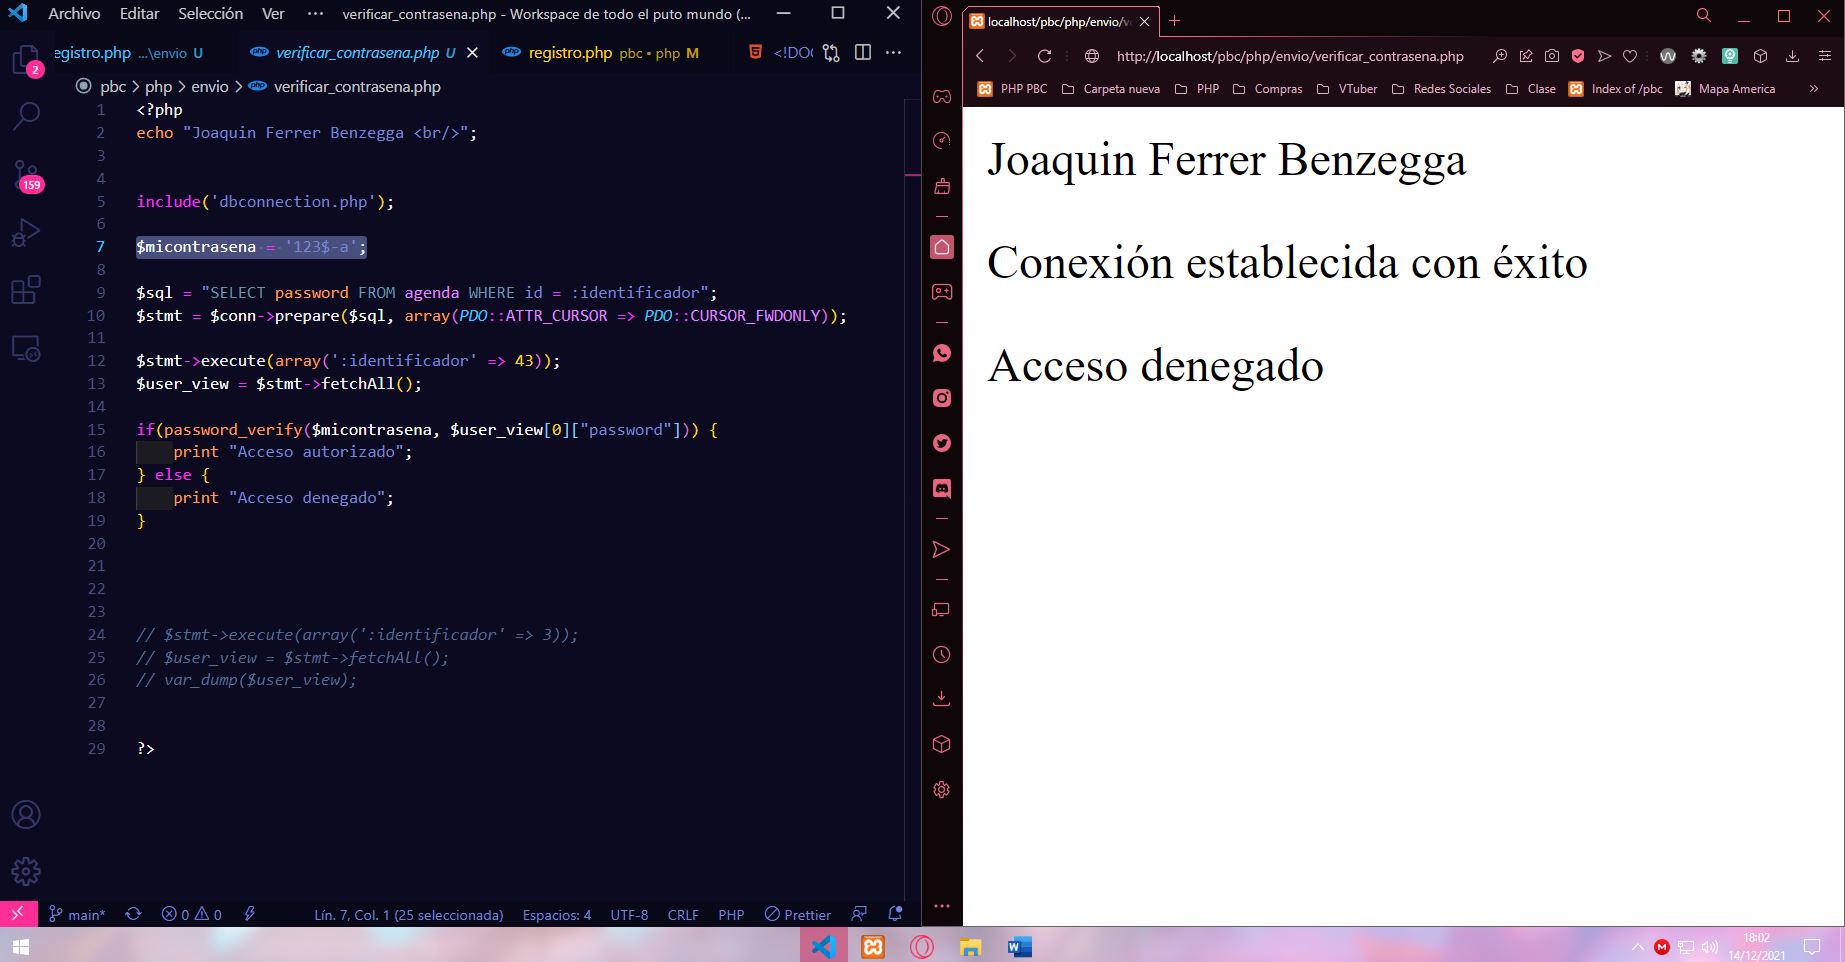 Archivo Editar Selección Ver ··· verificar_contrasena.php - Workspace de todo el puto mundo (...
egistro.php ...\envio U verificar_contrasena.php U registro.php pbc • php M <!DOC
pbc > php > envio > verificar_contrasena.php
1 <?php
2 echo "Joaquin Ferrer Benzegga <br/>";
3
4
5 include('dbconnection.php');
6
7 $micontrasena = '123$-a';
8
9 $sql = "SELECT password FROM agenda WHERE id = :identificador";
10 $stmt = $conn->prepare($sql, array(PDO::ATTR_CURSOR => PDO::CURSOR_FWDONLY));
11
12 $stmt->execute(array(':identificador' => 43));
13 $user_view = $stmt->fetchAll();
14
15 if(password_verify($micontrasena, $user_view[0]["password"])) {
16 print "Acceso autorizado";
17 } else {
18 print "Acceso denegado";
19 }
20
21
22
23
24 // $stmt->execute(array(':identificador' => 3));
25 // $user_view = $stmt->fetchAll();
26 // var_dump($user_view);
27
28
29 ?>
2
159
main* 0 0 Lín. 7, Col. 1 (25 seleccionada) Espacios: 4 UTF-8 CRLF PHP Prettier
localhost/pbc/php/envio/ve
http://localhost/pbc/php/envio/verificar_contrasena.php
PHP PBC Carpeta nueva PHP Compras VTuber Redes Sociales Clase Index of /pbc Mapa America »
Joaquin Ferrer Benzegga
Conexión establecida con éxito
Acceso denegado
18:02
14/12/2021